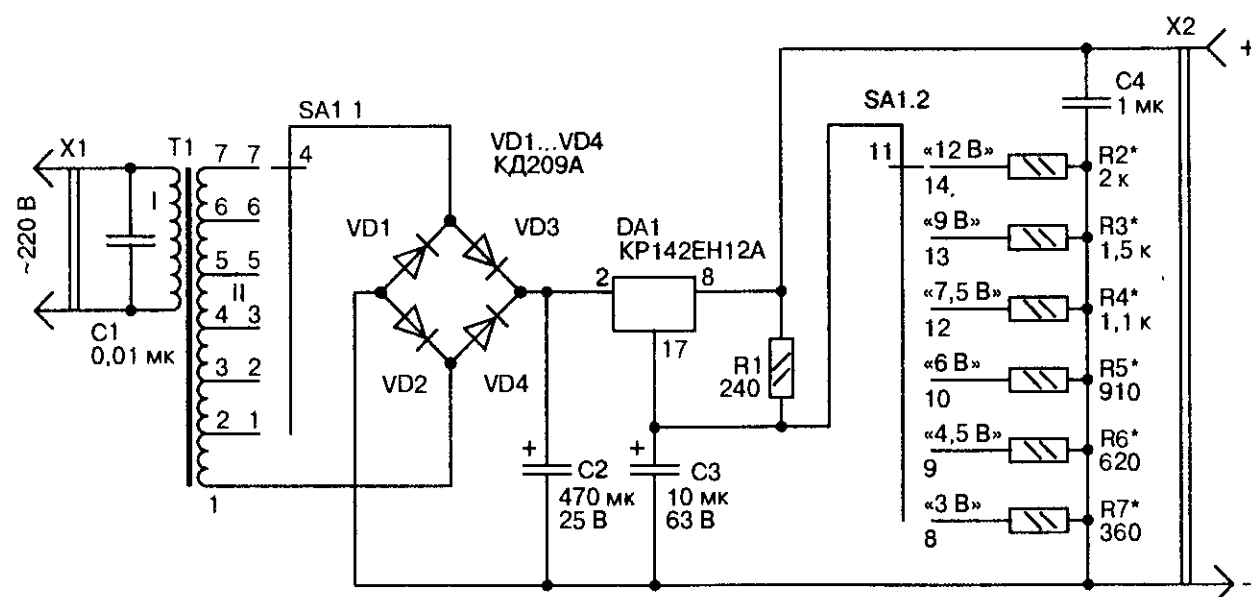 X2
+
C4
1 мк
SA1 1
SA1.2
VD1...VD4
КД209А
X1
T1
7 7
4
11
«12 В»
14.
R2*
2 к
~220 В
I
6 6
VD1
VD3
DA1
КР142ЕН12А
«9 В»
13
R3*
1,5 к
5 5
II
2
8
«7,5 В»
12
R4*
1,1 к
4 3
C1
0,01 мк
17
R1
240
3 2
VD2
VD4
«6 В»
10
R5*
910
2 1
«4,5 В»
9
R6*
620
+
C2
470 мк
25 В
+
C3
10 мк
63 В
1
«3 В»
8
R7*
360
−